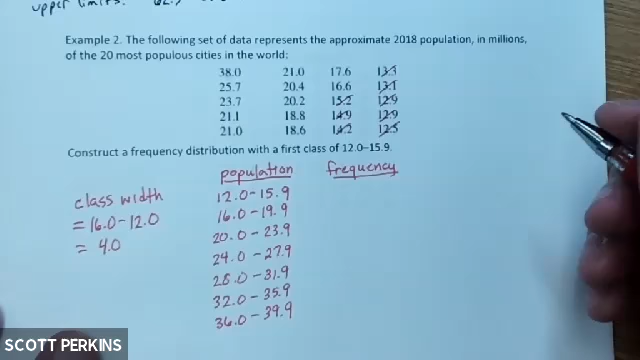 upper limits:
Example 2. The following set of data represents the approximate 2018 population, in millions,
of the 20 most populous cities in the world:
38.0 21.0 17.6 13.3
25.7 20.4 16.6 13.1
23.7 20.2 15.2 12.9
21.1 18.8 14.9 12.9
21.0 18.6 14.2 12.5
Construct a frequency distribution with a first class of 12.0–15.9.
population frequency
class width 12.0-15.9
= 16.0-12.0 16.0-19.9
= 4.0 20.0-23.9
24.0-27.9
28.0-31.9
32.0-35.9
36.0-39.9
SCOTT PERKINS